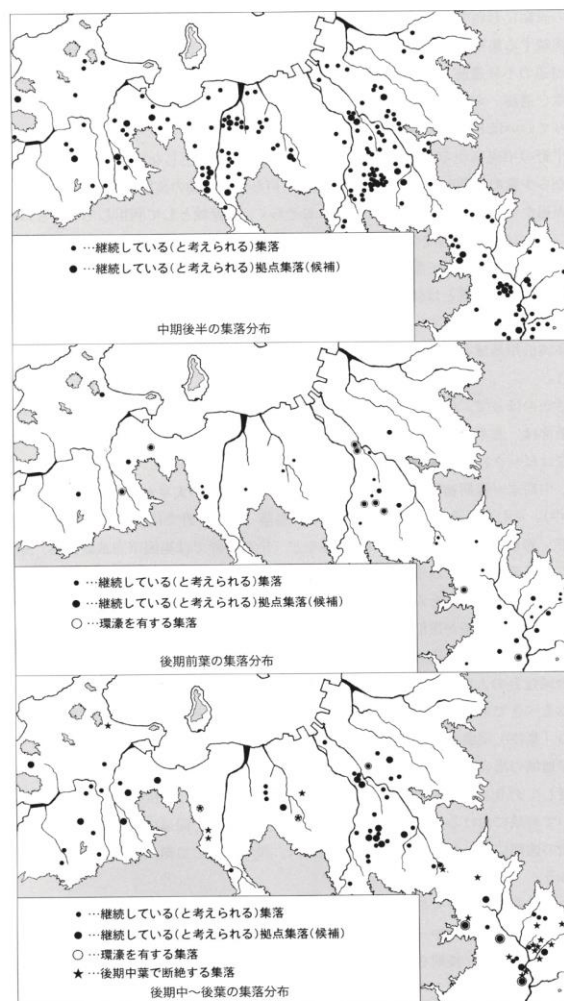 •…継続している(と考えられる)集落
●…継続している(と考えられる)拠点集落(候補)
中期後半の集落分布
•…継続している(と考えられる)集落
●…継続している(と考えられる)拠点集落(候補)
○…環濠を有する集落
後期前葉の集落分布
•…継続している(と考えられる)集落
●…継続している(と考えられる)拠点集落(候補)
○…環濠を有する集落
★…後期中葉で断絶する集落
後期中～後葉の集落分布